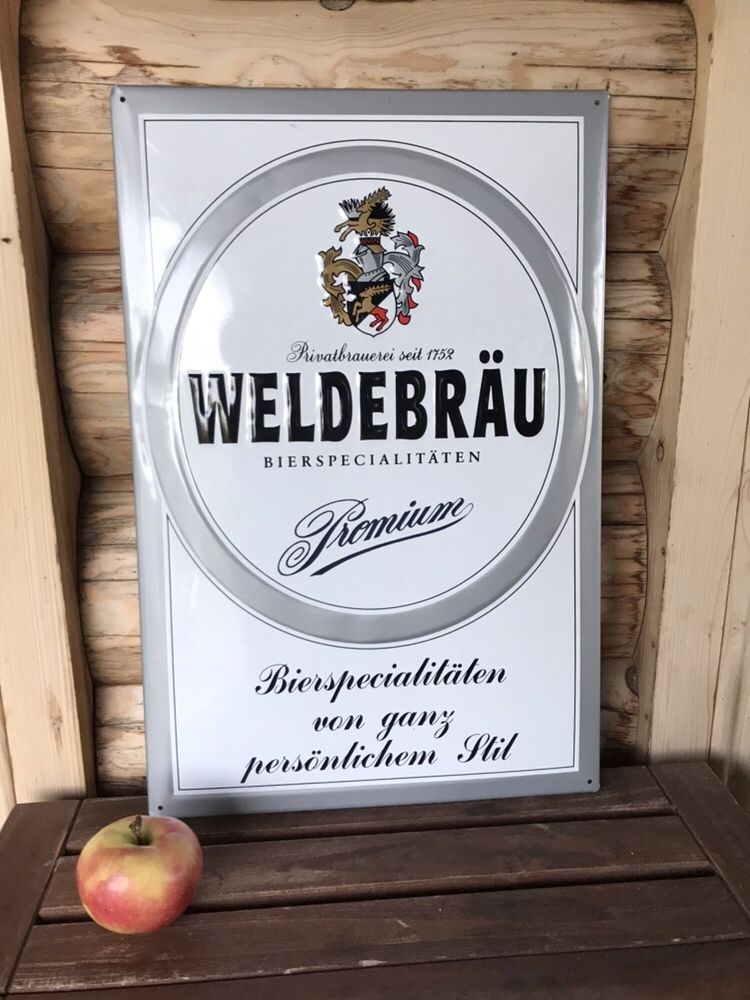 Privatbrauerei seit 1752
WELDEBRÄU
BIERSPECIALITÄTEN
Premium
Bierspecialitäten
von ganz
persönlichem Stil